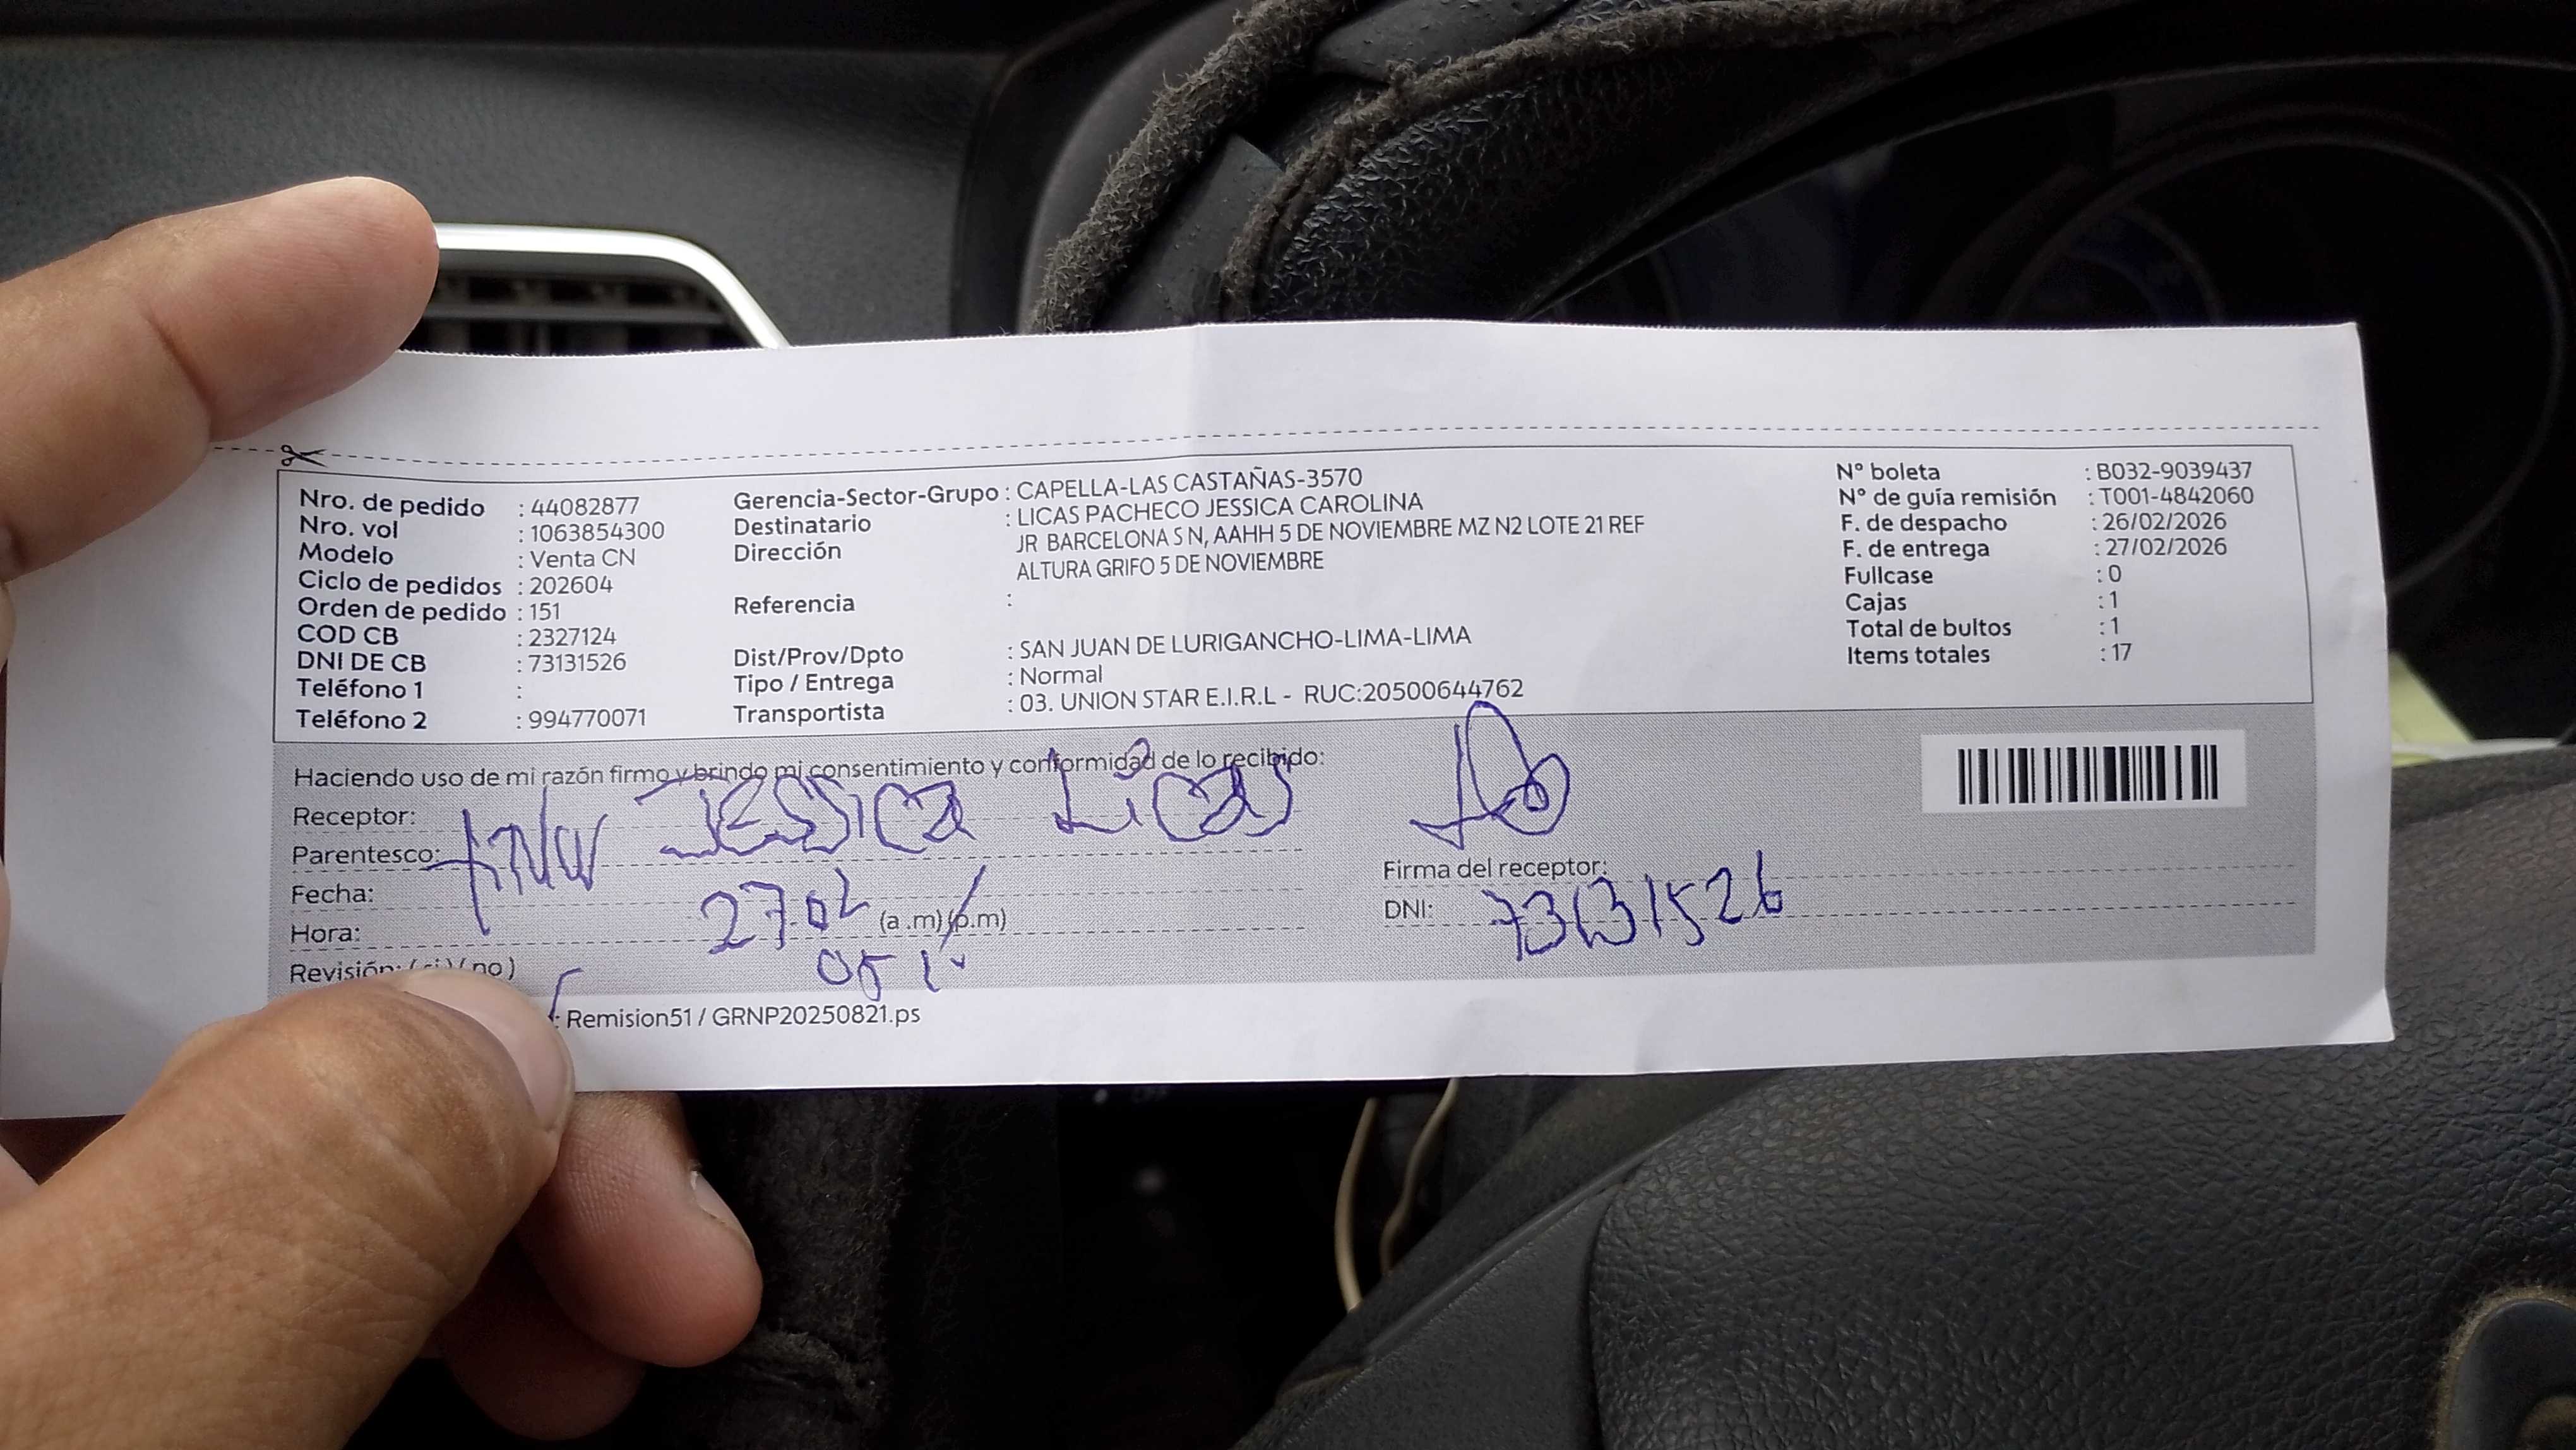 Nro. de pedido : 44082877
Nro. vol : 1063854300
Modelo : Venta CN
Ciclo de pedidos : 202604
Orden de pedido : 151
COD CB : 2327124
DNI DE CB : 73131526
Teléfono 1 :
Teléfono 2 : 994770071
Gerencia-Sector-Grupo : CAPELLA-LAS CASTAÑAS-3570
Destinatario : LICAS PACHECO JESSICA CAROLINA
Dirección JR BARCELONA S N, AAHH 5 DE NOVIEMBRE MZ N2 LOTE 21 REF
ALTURA GRIFO 5 DE NOVIEMBRE
Referencia :
Dist/Prov/Dpto : SAN JUAN DE LURIGANCHO-LIMA-LIMA
Tipo / Entrega : Normal
Transportista : 03. UNION STAR E.I.R.L - RUC:20500644762
N° boleta : B032-9039437
N° de guía remisión : T001-4842060
F. de despacho : 26/02/2026
F. de entrega : 27/02/2026
Fullcase : 0
Cajas : 1
Total de bultos : 1
Items totales : 17
Haciendo uso de mi razón firmo y brindo mi consentimiento y conformidad de lo recibido:
Receptor: Jessica Licas
Parentesco:
Fecha: 27 02
Hora: (a .m) (p.m)
Revisión: (si) (no)
Firma del receptor:
DNI: 73131526
: Remision51 / GRNP20250821.ps